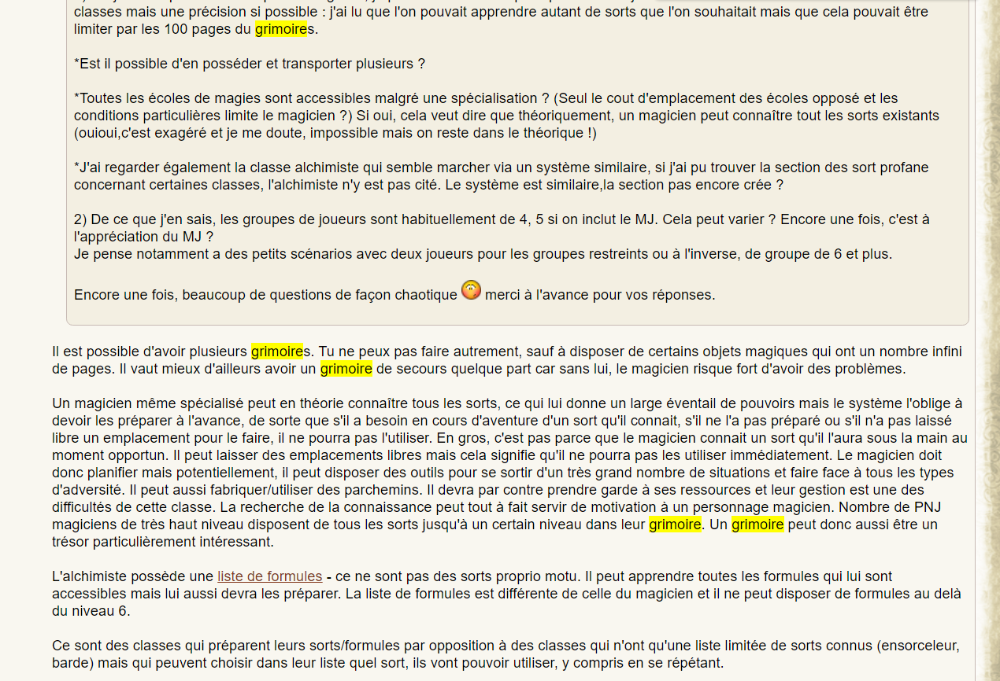 classes mais une précision si possible : j'ai lu que l'on pouvait apprendre autant de sorts que l'on souhaitait mais que cela pouvait être
limiter par les 100 pages du grimoires.
*Est il possible d'en posséder et transporter plusieurs ?
*Toutes les écoles de magies sont accessibles malgré une spécialisation ? (Seul le cout d'emplacement des écoles opposé et les
conditions particulières limite le magicien ?) Si oui, cela veut dire que théoriquement, un magicien peut connaître tout les sorts existants
(ouioui,c'est exagéré et je me doute, impossible mais on reste dans le théorique !)
*J'ai regarder également la classe alchimiste qui semble marcher via un système similaire, si j'ai pu trouver la section des sort profane
concernant certaines classes, l'alchimiste n'y est pas cité. Le système est similaire,la section pas encore crée ?
2) De ce que j'en sais, les groupes de joueurs sont habituellement de 4, 5 si on inclut le MJ. Cela peut varier ? Encore une fois, c'est à
l'appréciation du MJ ?
Je pense notamment a des petits scénarios avec deux joueurs pour les groupes restreints ou à l'inverse, de groupe de 6 et plus.
Encore une fois, beaucoup de questions de façon chaotique merci à l'avance pour vos réponses.
Il est possible d'avoir plusieurs grimoires. Tu ne peux pas faire autrement, sauf à disposer de certains objets magiques qui ont un nombre infini
de pages. Il vaut mieux d'ailleurs avoir un grimoire de secours quelque part car sans lui, le magicien risque fort d'avoir des problèmes.
Un magicien même spécialisé peut en théorie connaître tous les sorts, ce qui lui donne un large éventail de pouvoirs mais le système l'oblige à
devoir les préparer à l'avance, de sorte que s'il a besoin en cours d'aventure d'un sort qu'il connait, s'il ne l'a pas préparé ou s'il n'a pas laissé
libre un emplacement pour le faire, il ne pourra pas l'utiliser. En gros, c'est pas parce que le magicien connait un sort qu'il l'aura sous la main au
moment opportun. Il peut laisser des emplacements libres mais cela signifie qu'il ne pourra pas les utiliser immédiatement. Le magicien doit
donc planifier mais potentiellement, il peut disposer des outils pour se sortir d'un très grand nombre de situations et faire face à tous les types
d'adversité. Il peut aussi fabriquer/utiliser des parchemins. Il devra par contre prendre garde à ses ressources et leur gestion est une des
difficultés de cette classe. La recherche de la connaissance peut tout à fait servir de motivation à un personnage magicien. Nombre de PNJ
magiciens de très haut niveau disposent de tous les sorts jusqu'à un certain niveau dans leur grimoire. Un grimoire peut donc aussi être un
trésor particulièrement intéressant.
L'alchimiste possède une liste de formules - ce ne sont pas des sorts proprio motu. Il peut apprendre toutes les formules qui lui sont
accessibles mais lui aussi devra les préparer. La liste de formules est différente de celle du magicien et il ne peut disposer de formules au delà
du niveau 6.
Ce sont des classes qui préparent leurs sorts/formules par opposition à des classes qui n'ont qu'une liste limitée de sorts connus (ensorceleur,
barde) mais qui peuvent choisir dans leur liste quel sort, ils vont pouvoir utiliser, y compris en se répétant.